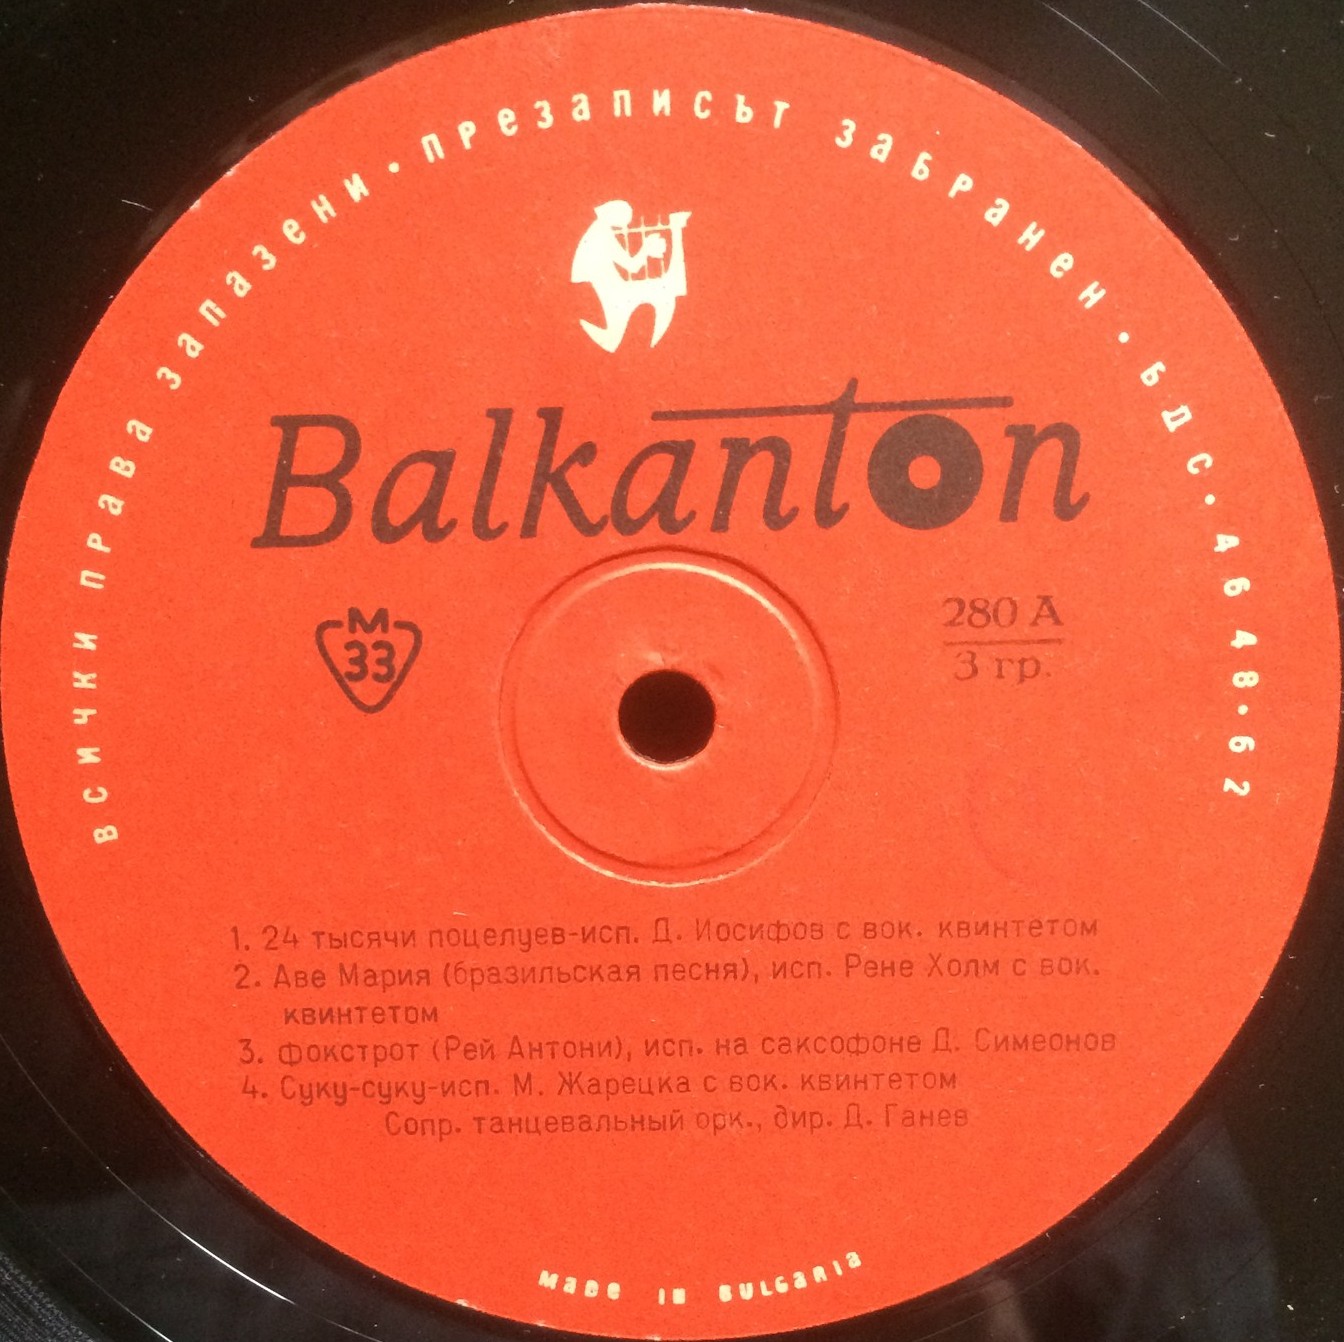 ВСИЧКИ ПРАВА ЗАПАЗЕНИ · ПРЕЗАПИСЪТ ЗАБРАНЕН · БДС · 4648 · 62
Balkanton
М
33
280 А
3 гр.
1. 24 тысячи поцелуев-исп. Д. Иосифов с вок. квинтетом
2. Аве Мария (бразильская песня), исп. Рене Холм с вок.
квинтетом
3. Фокстрот (Рей Антони), исп. на саксофоне Д. Симеонов
4. Суку-суку-исп. М. Жарецка с вок. квинтетом
Сопр. танцевальный орк., дир. Д. Ганев
MADE IN BULGARIA